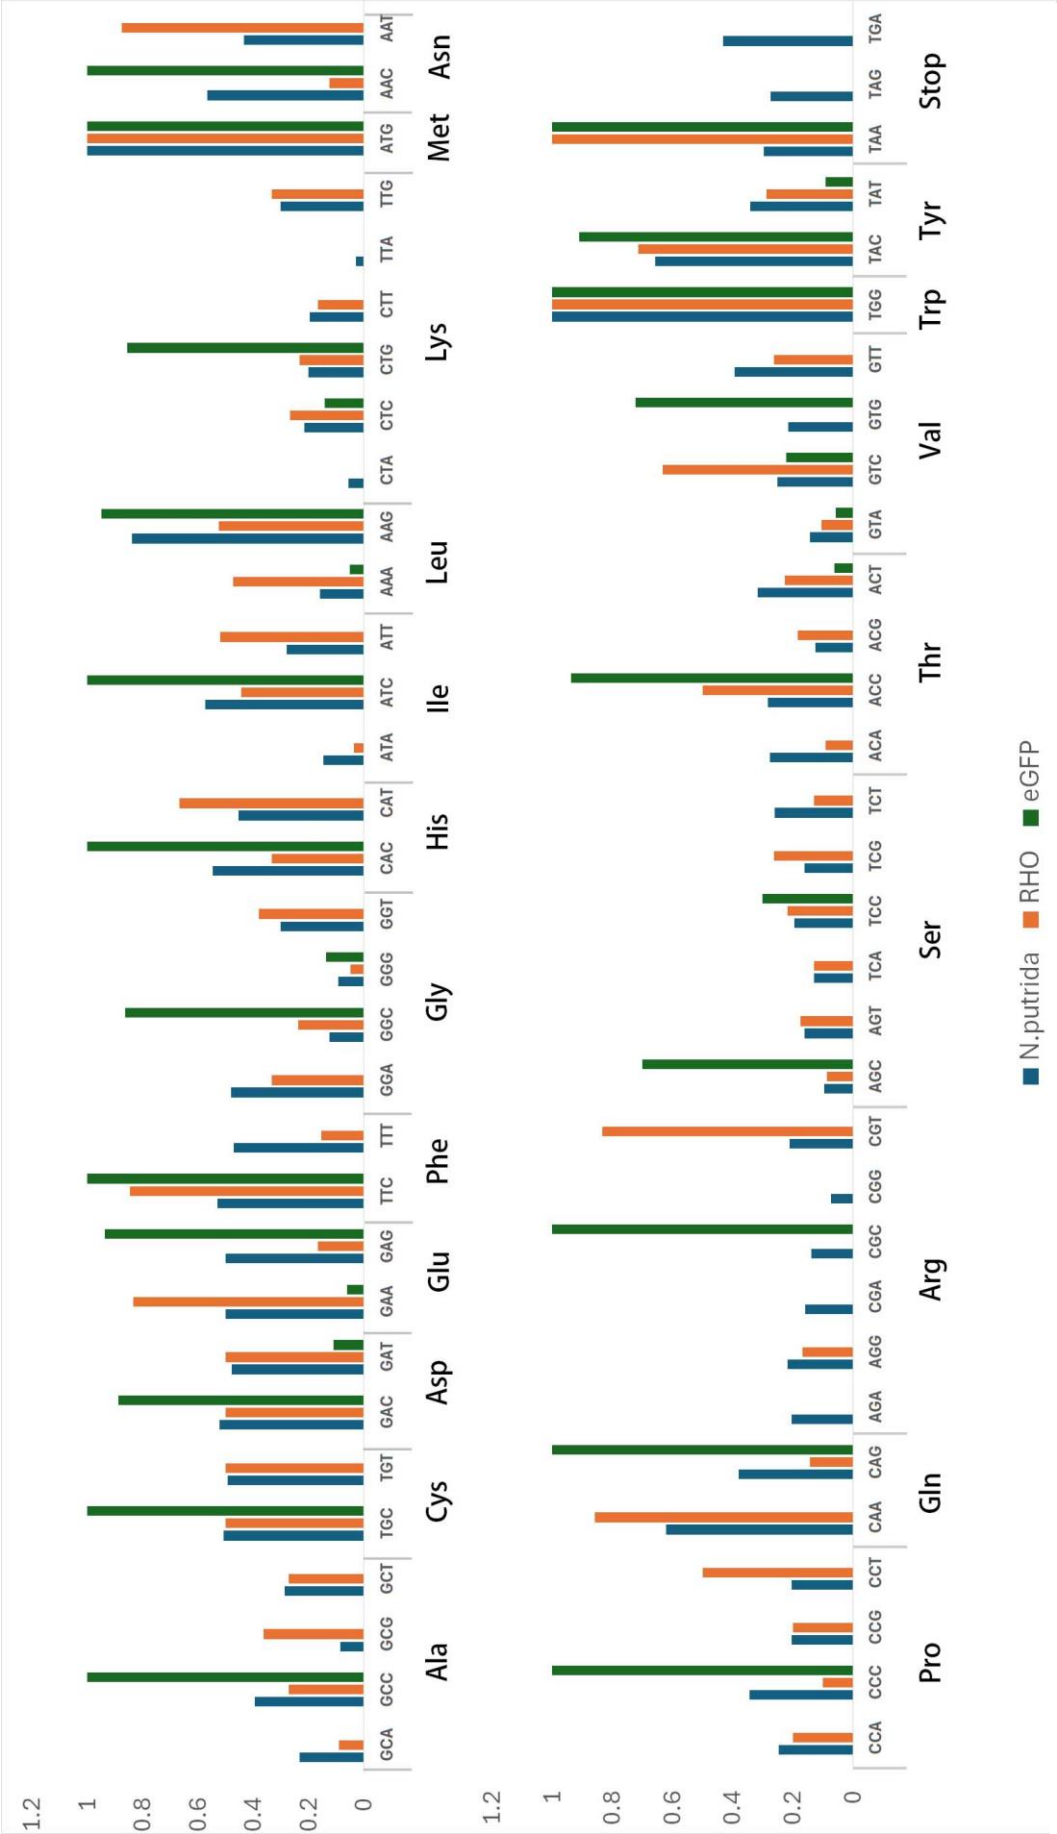 1.2
1
0.8
0.6
0.4
0.2
0
GCA GCC GCG GCT TGC TGT GAC GAT GAA GAG TTC TTT GGA GGC GGG GGT CAC CAT ATA ATC ATT AAA AAG CTA CTC CTG CTT TTA TTG ATG AAC AAT
Ala Cys Asp Glu Phe Gly His Ile Leu Lys Met Asn
1.2
1
0.8
0.6
0.4
0.2
0
CCA CCC CCG CCT CAA CAG AGA AGG CGA CGC CGG CGT AGC AGT TCA TCC TCG TCT ACA ACC ACG ACT GTA GTC GTG GTT TGG TAC TAT TAA TAG TGA
Pro Gln Arg Ser Thr Val Trp Tyr Stop
N.putrida RHO eGFP